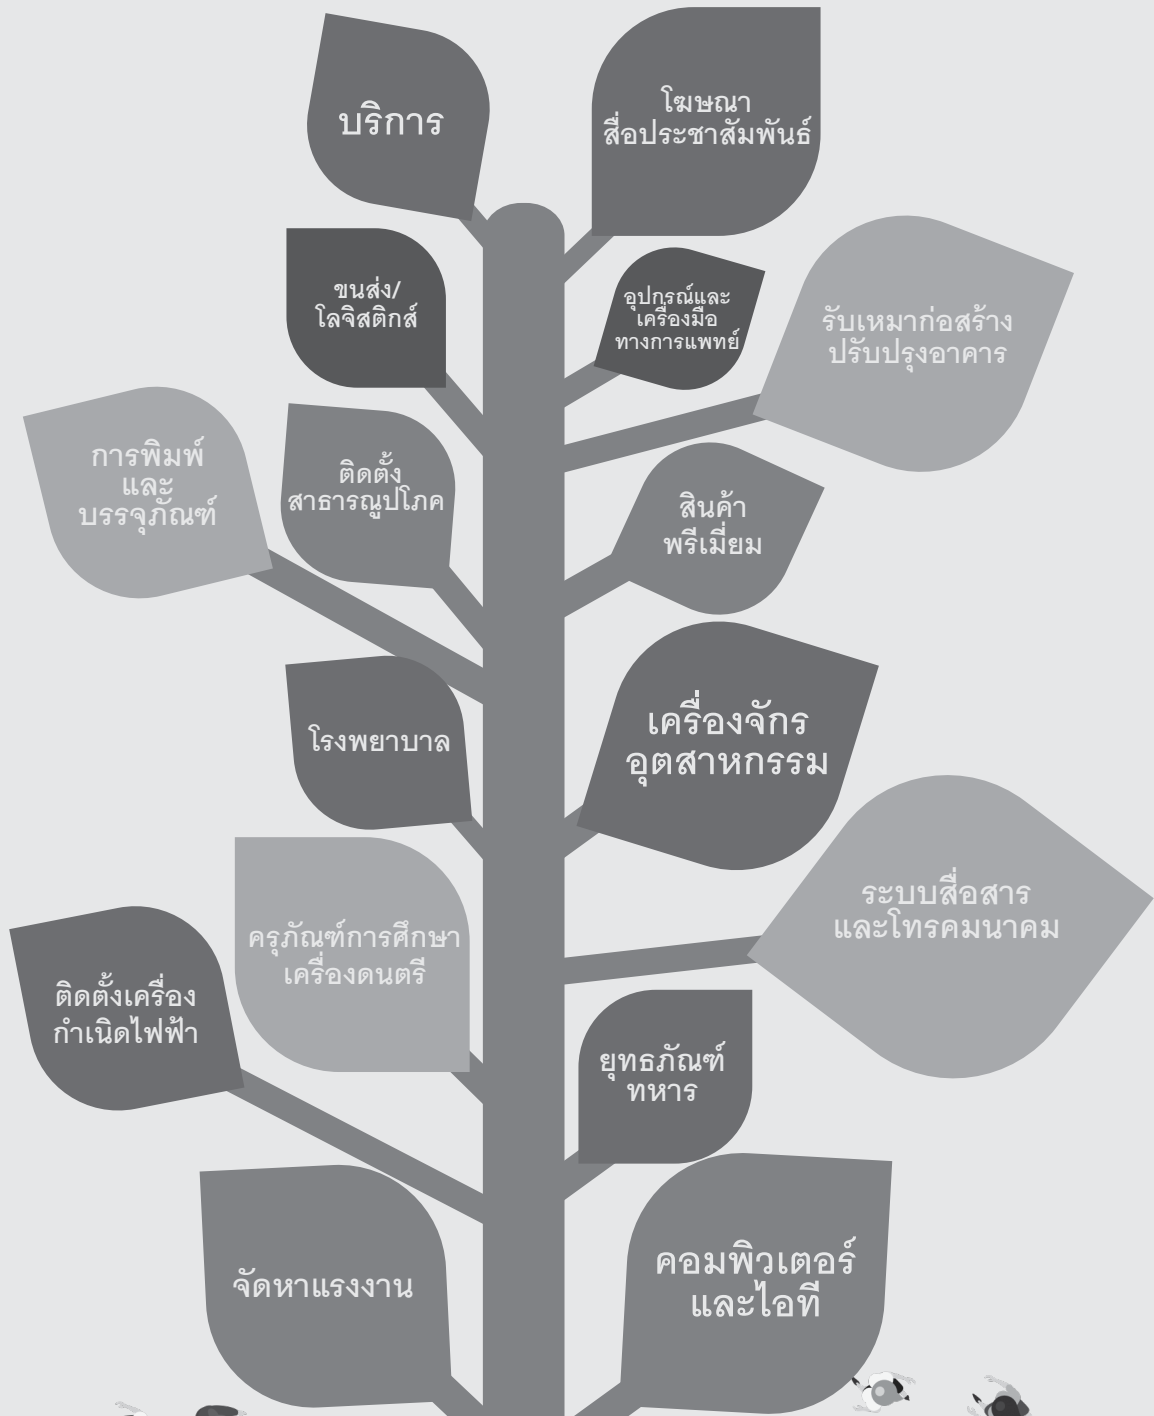 บริการ
โฆษณา
สื่อประชาสัมพันธ์
ขนส่ง/
โลจิสติกส์
อุปกรณ์และ
เครื่องมือ
ทางการแพทย์
รับเหมาก่อสร้าง
ปรับปรุงอาคาร
การพิมพ์
และ
บรรจุภัณฑ์
ติดตั้ง
สาธารณูปโภค
สินค้า
พรีเมี่ยม
โรงพยาบาล
เครื่องจักร
อุตสาหกรรม
ครุภัณฑ์การศึกษา
เครื่องดนตรี
ระบบสื่อสาร
และโทรคมนาคม
ติดตั้งเครื่อง
กำเนิดไฟฟ้า
ยุทธภัณฑ์
ทหาร
จัดหาแรงงาน
คอมพิวเตอร์
และไอที